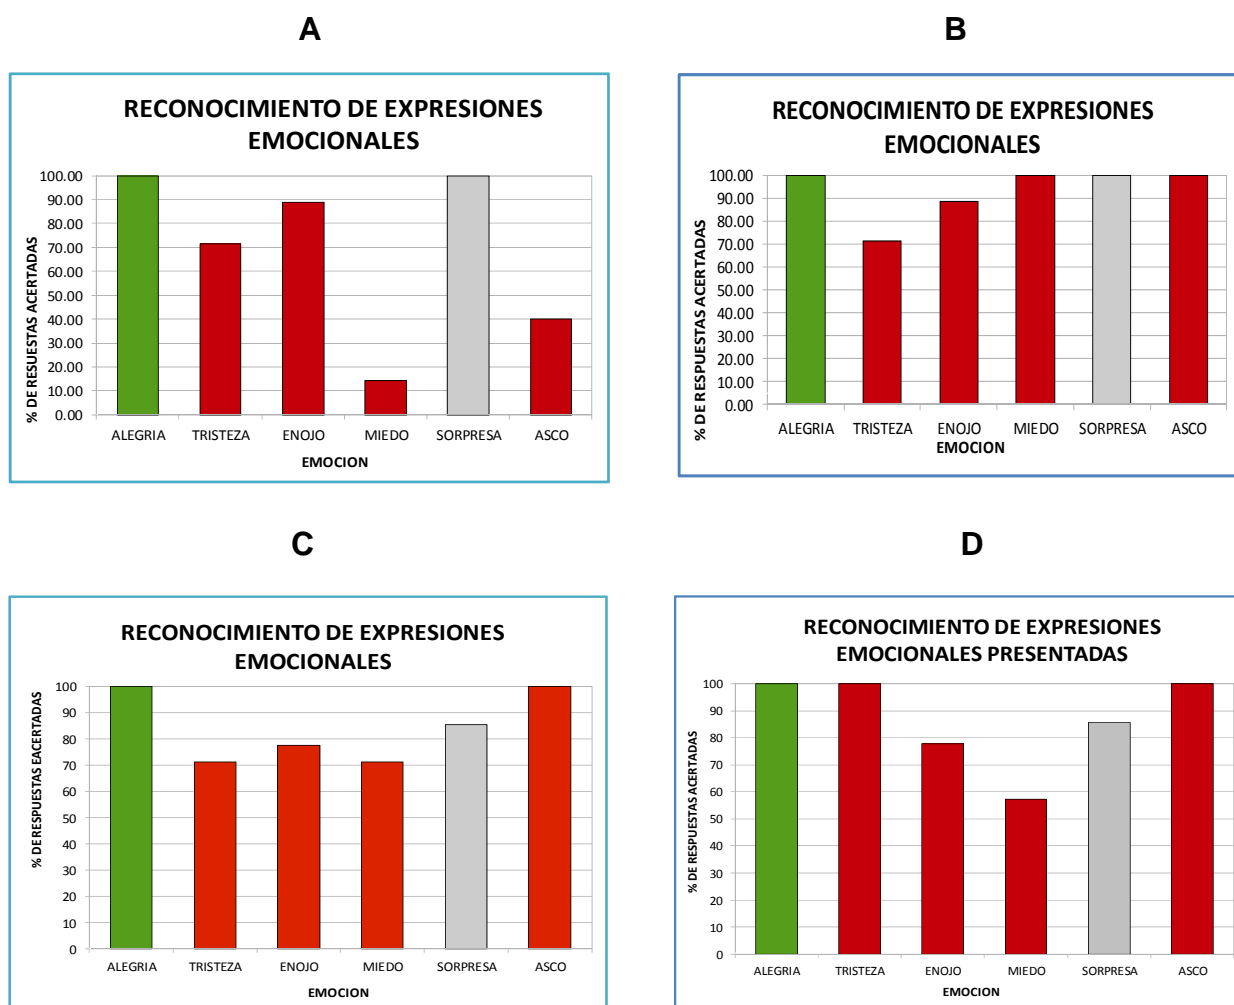 A
RECONOCIMIENTO DE EXPRESIONES
EMOCIONALES
% DE RESUESTAS ACERTADAS
100.00
90.00
80.00
70.00
60.00
50.00
40.00
30.00
20.00
10.00
0.00
ALEGRIA TRISTEZA ENOJO MIEDO SORPRESA ASCO
EMOCION
B
RECONOCIMIENTO DE EXPRESIONES
EMOCIONALES
% DE RESPUESTAS ACERTADAS
100.00
90.00
80.00
70.00
60.00
50.00
40.00
30.00
20.00
10.00
0.00
ALEGRIA TRISTEZA ENOJO MIEDO SORPRESA ASCO
EMOCION
C
RECONOCIMIENTO DE EXPRESIONES
EMOCIONALES
% DE RESPUESTAS EACERTADAS
100
90
80
70
60
50
40
30
20
10
0
ALEGRIA TRISTEZA ENOJO MIEDO SORPRESA ASCO
EMOCION
D
RECONOCIMIENTO DE EXPRESIONES
EMOCIONALES PRESENTADAS
% DE RESPUESTAS ACERTADAS
100
90
80
70
60
50
40
30
20
10
0
ALEGRIA TRISTEZA ENOJO MIEDO SORPRESA ASCO
EMOCION